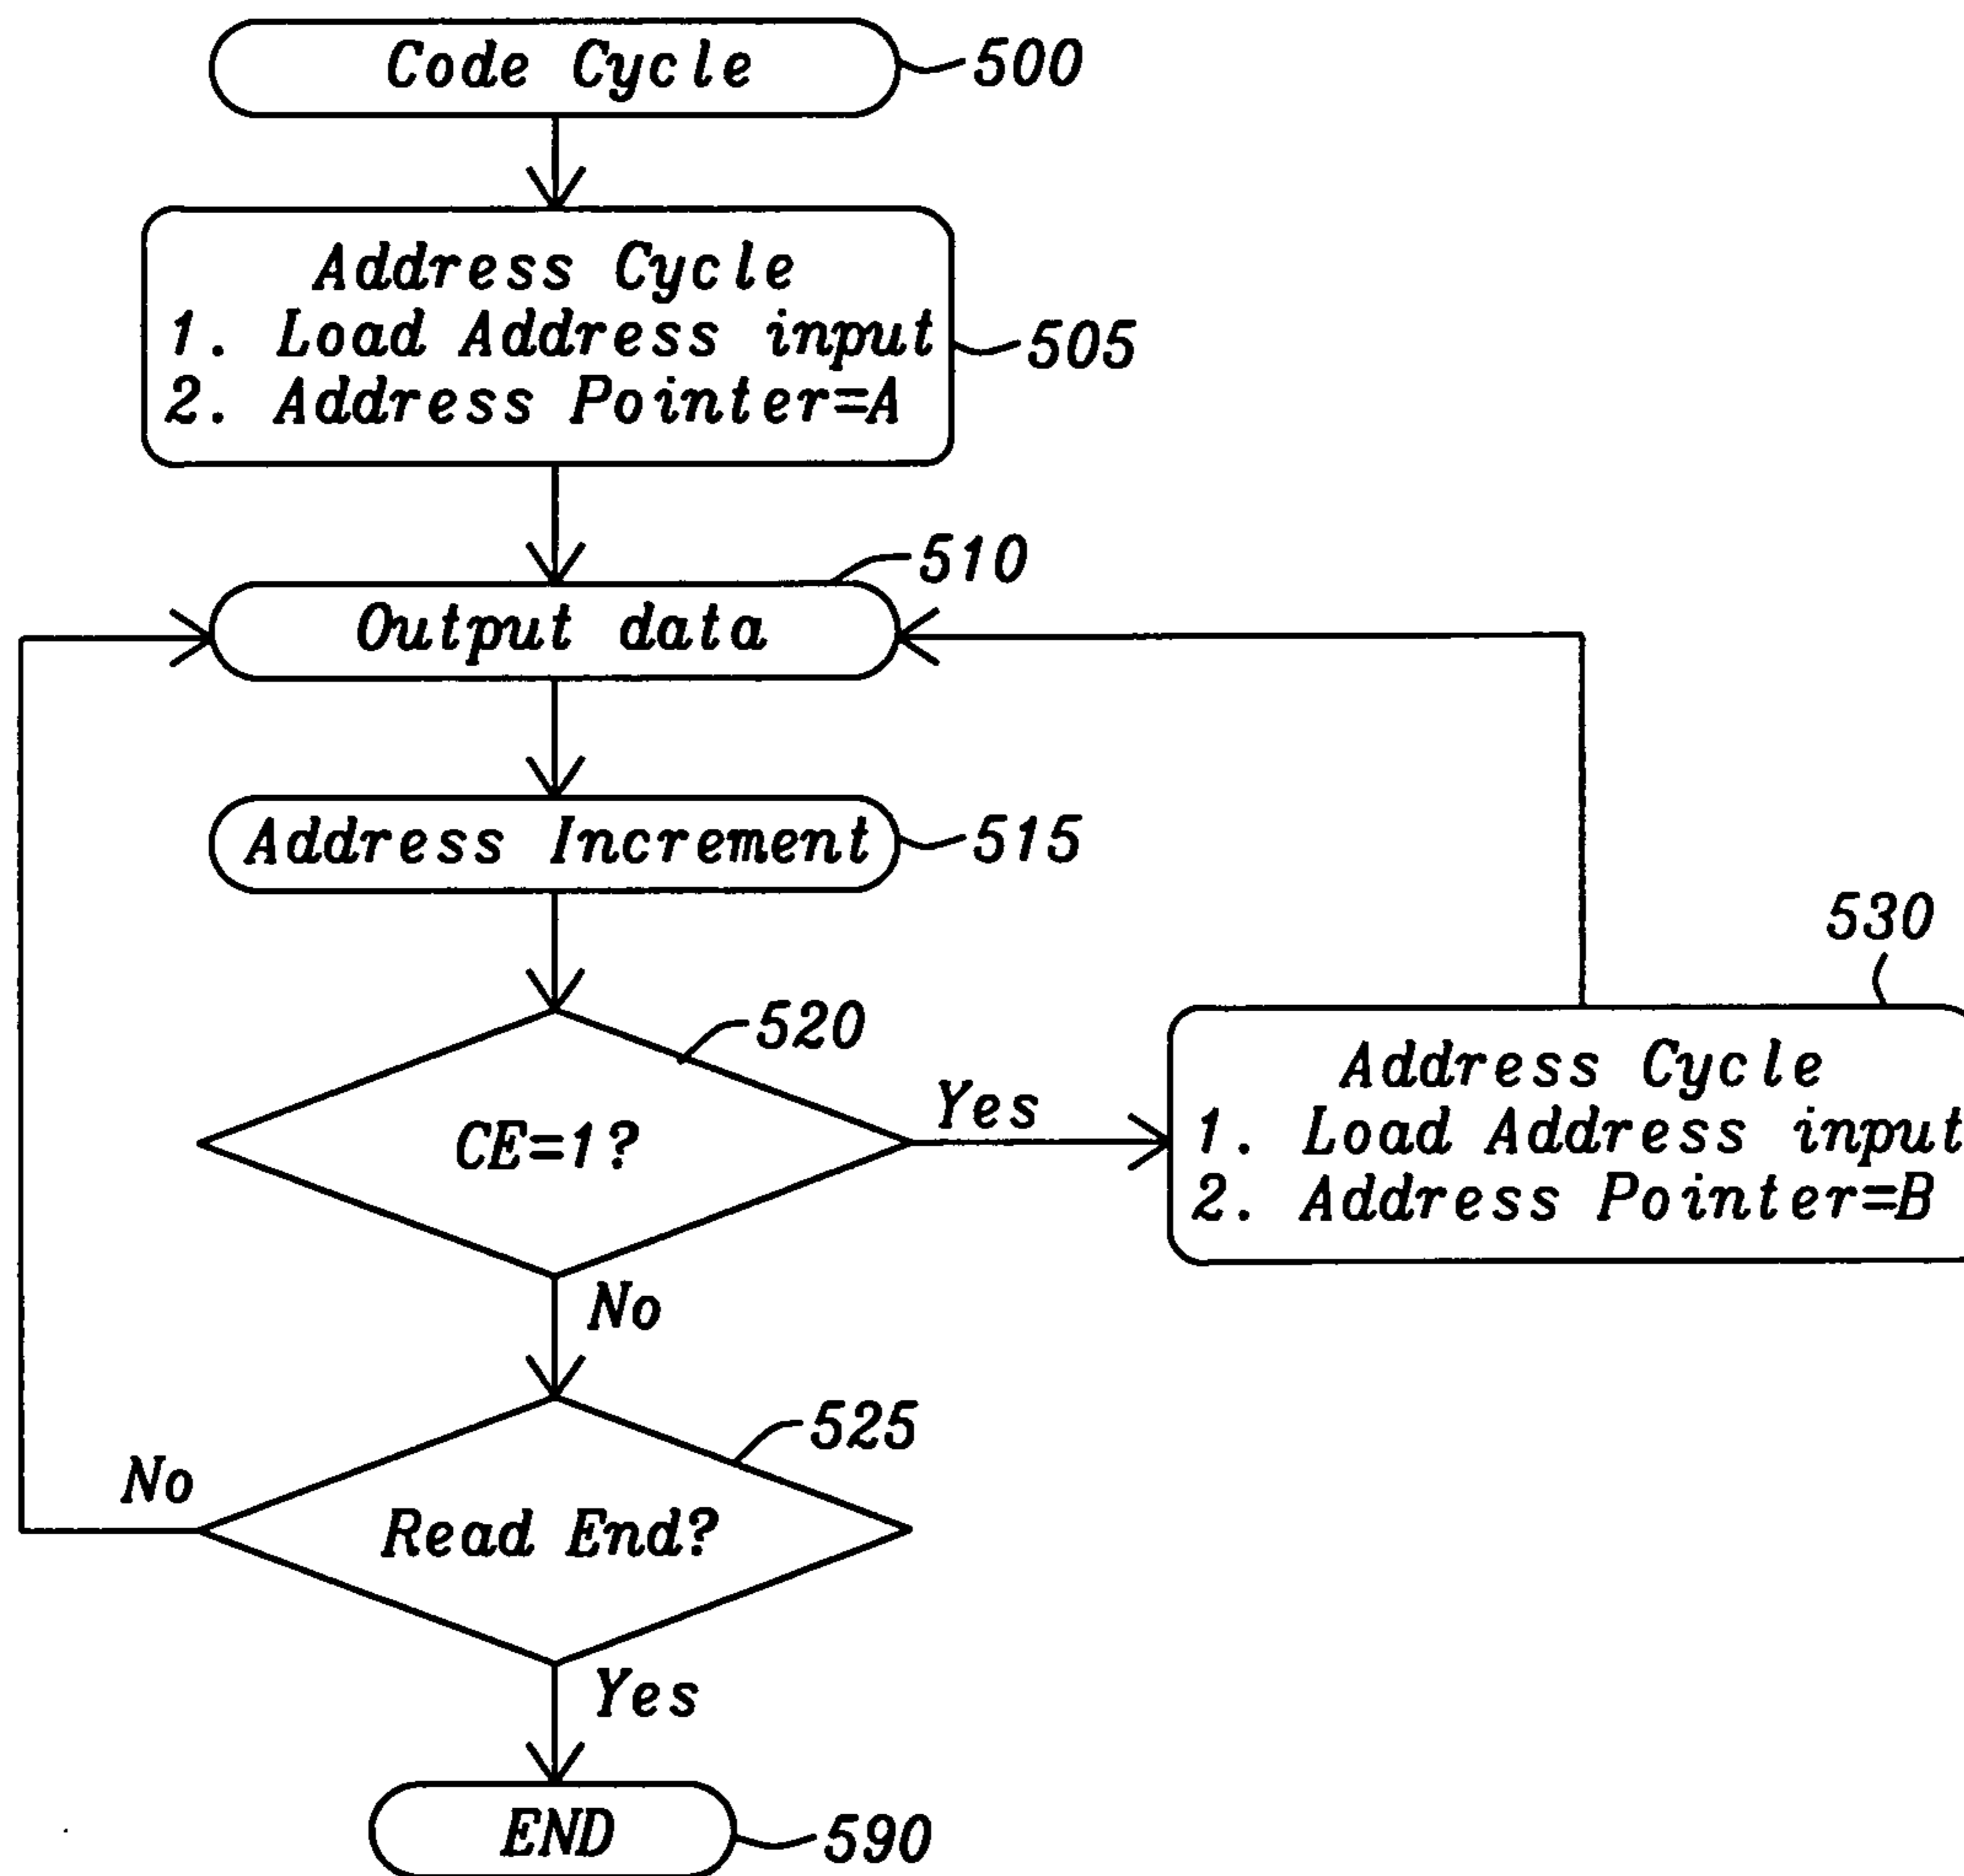 Code Cycle
500
Address Cycle
1. Load Address input
2. Address Pointer=A
505
510
Output data
Address Increment
515
520
CE=1?
Yes
530
Address Cycle
1. Load Address input
2. Address Pointer=B
No
525
No
Read End?
Yes
END
590